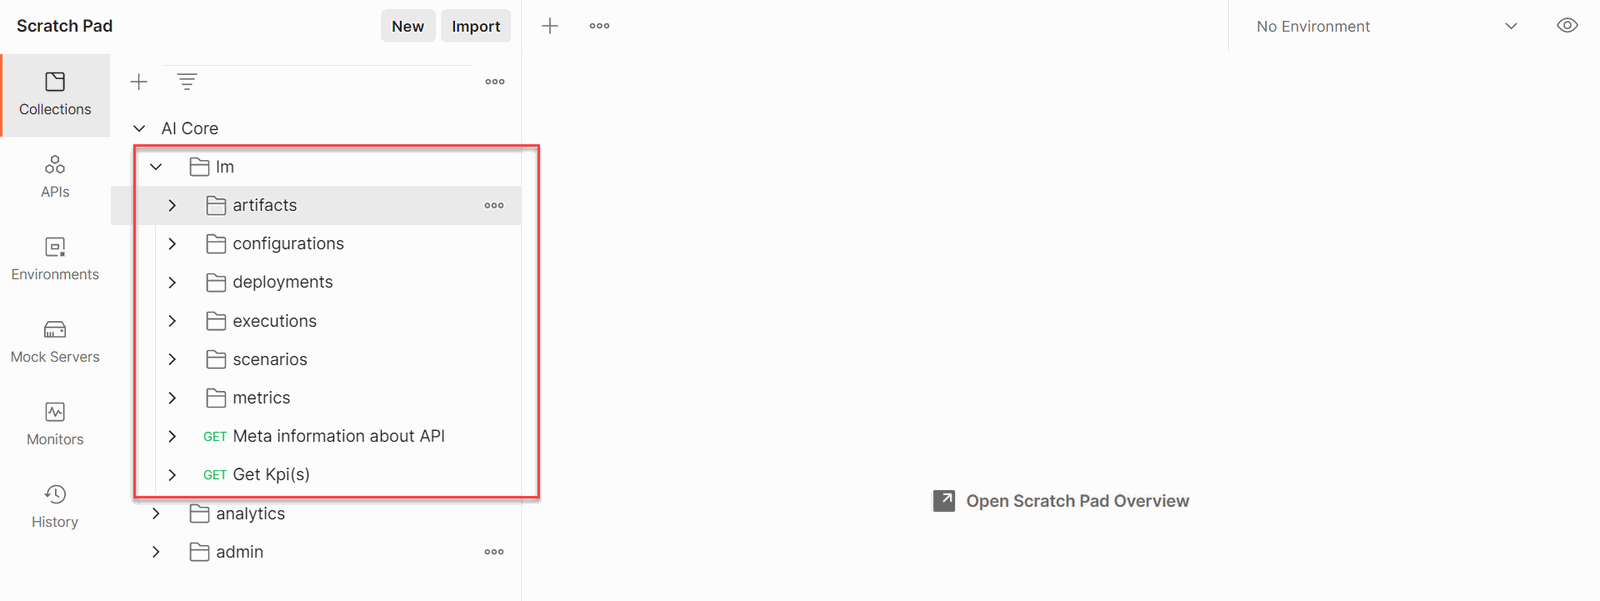 Scratch Pad
New
Import
No Environment
Collections
APIs
Environments
Mock Servers
Monitors
History
AI Core
lm
artifacts
configurations
deployments
executions
scenarios
metrics
GET Meta information about API
GET Get Kpi(s)
analytics
admin
Open Scratch Pad Overview